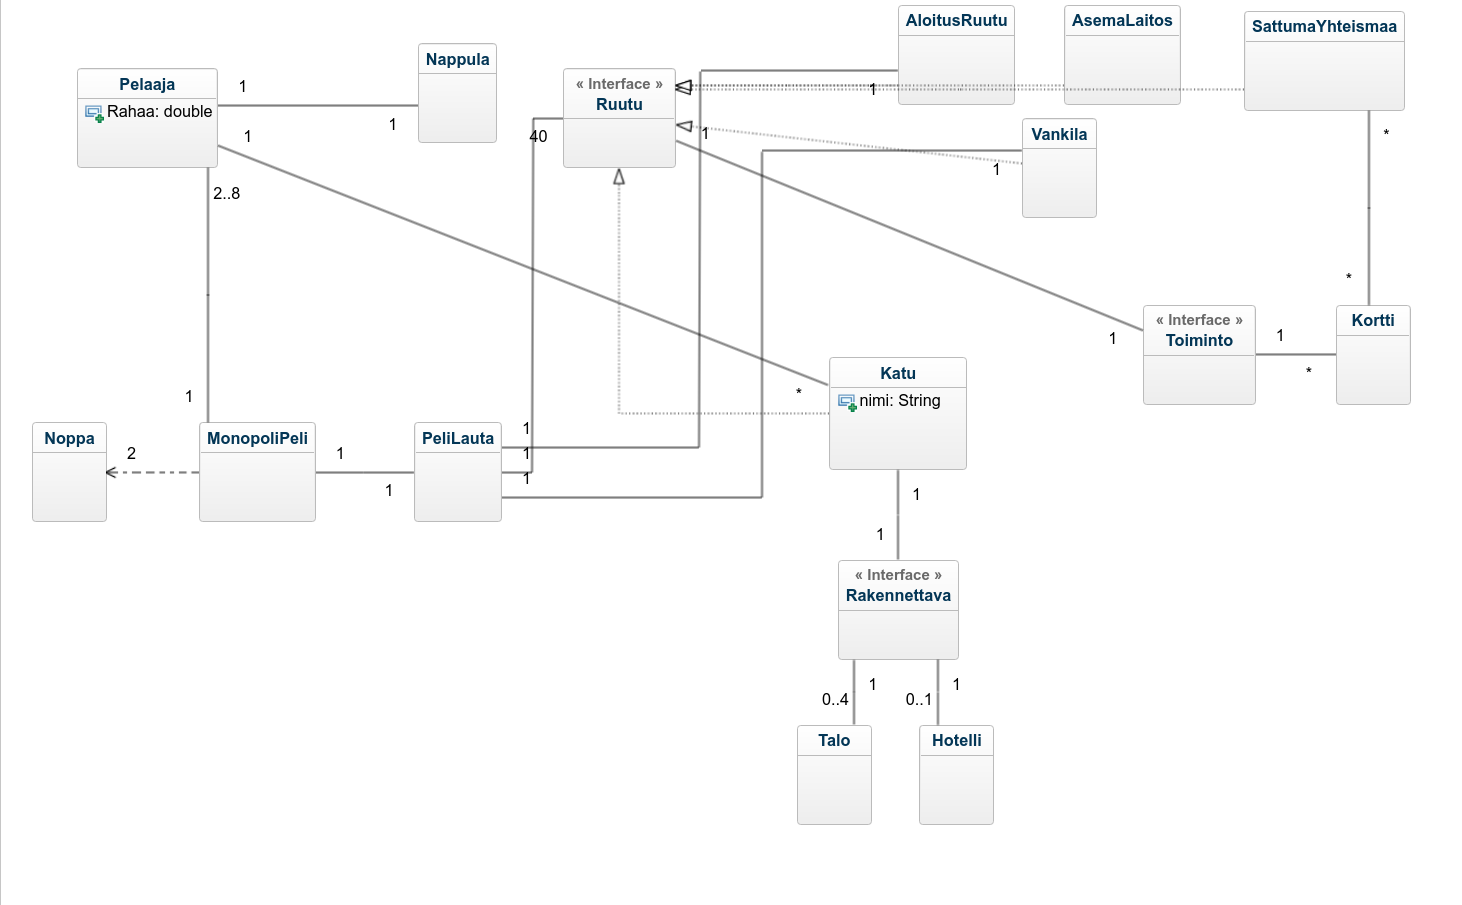 AloitusRuutu
AsemaLaitos
SattumaYhteismaa
Nappula
Pelaaja
Rahaa: double
1
1
1
« Interface »
Ruutu
40
1
1
Vankila
1
*
2..8
*
« Interface »
Toiminto
1
1
*
Kortti
Katu
nimi: String
*
1
Noppa
2
MonopoliPeli
1
1
PeliLauta
1
1
1
1
1
« Interface »
Rakennettava
1
0..4
1
0..1
Talo
Hotelli